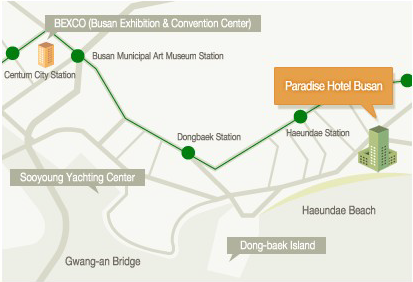 BEXCO (Busan Exhibition & Convention Center)
Busan Municipal Art Museum Station
Centum City Station
Paradise Hotel Busan
Dongbaek Station
Haeundae Station
Sooyoung Yachting Center
Haeundae Beach
Dong-baek Island
Gwang-an Bridge